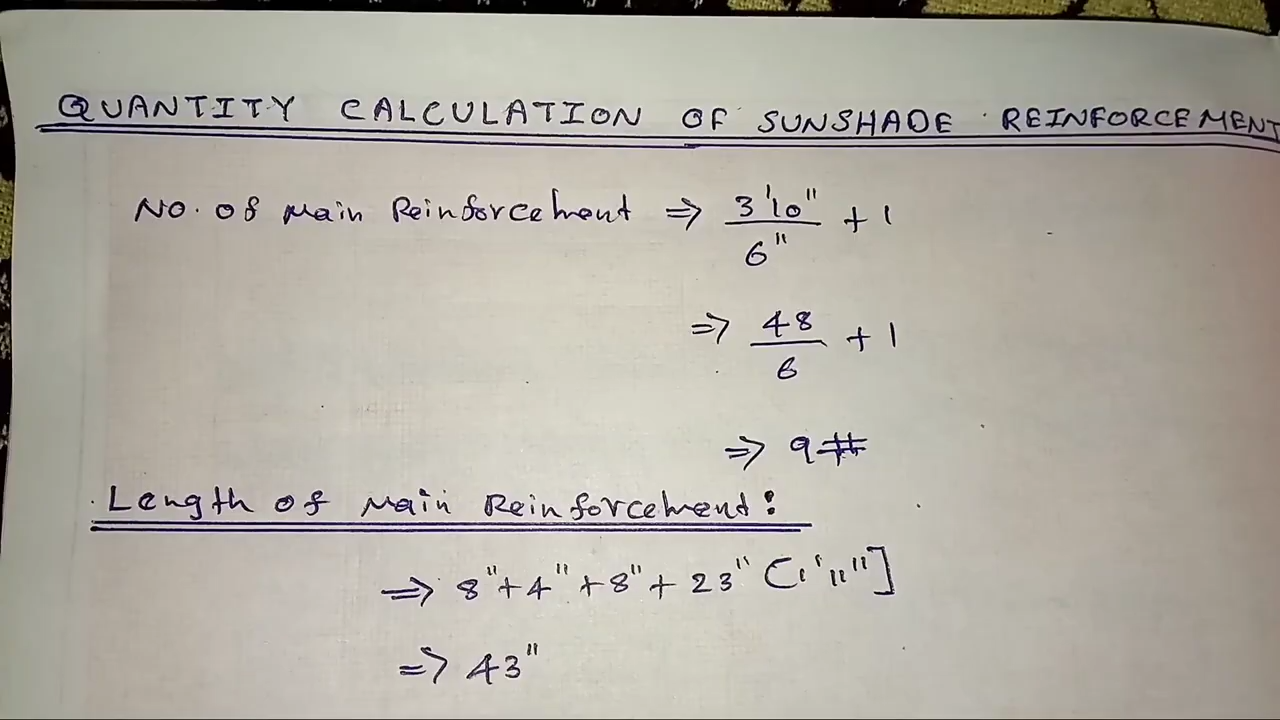 QUANTITY CALCULATION OF SUNSHADE REINFORCEMENT
No. of Main Reinforcement ⇒ 3'10"/6" + 1
⇒ 48/6 + 1
⇒ 9#
Length of Main Reinforcement:
⇒ 8"+4"+8"+23" [1'11"]
⇒ 43"